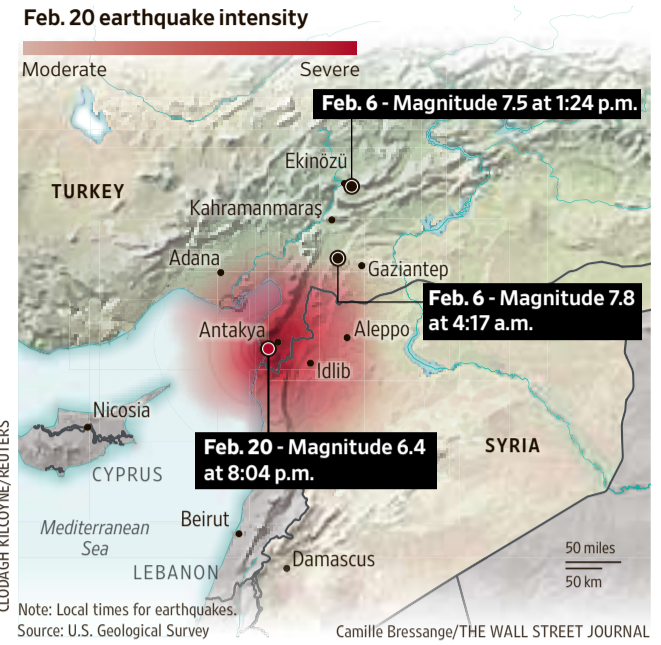 Feb. 20 earthquake intensity
Moderate
Severe
Feb. 6 - Magnitude 7.5 at 1:24 p.m.
Ekinözü
TURKEY
Kahramanmaraş
Adana
Gaziantep
Feb. 6 - Magnitude 7.8
at 4:17 a.m.
Antakya
Aleppo
Idlib
Nicosia
Feb. 20 - Magnitude 6.4
at 8:04 p.m.
SYRIA
CYPRUS
Mediterranean
Sea
Beirut
LEBANON
Damascus
50 miles
50 km
CLODAGH KILCOYNE/REUTERS
Note: Local times for earthquakes.
Source: U.S. Geological Survey
Camille Bressange/THE WALL STREET JOURNAL